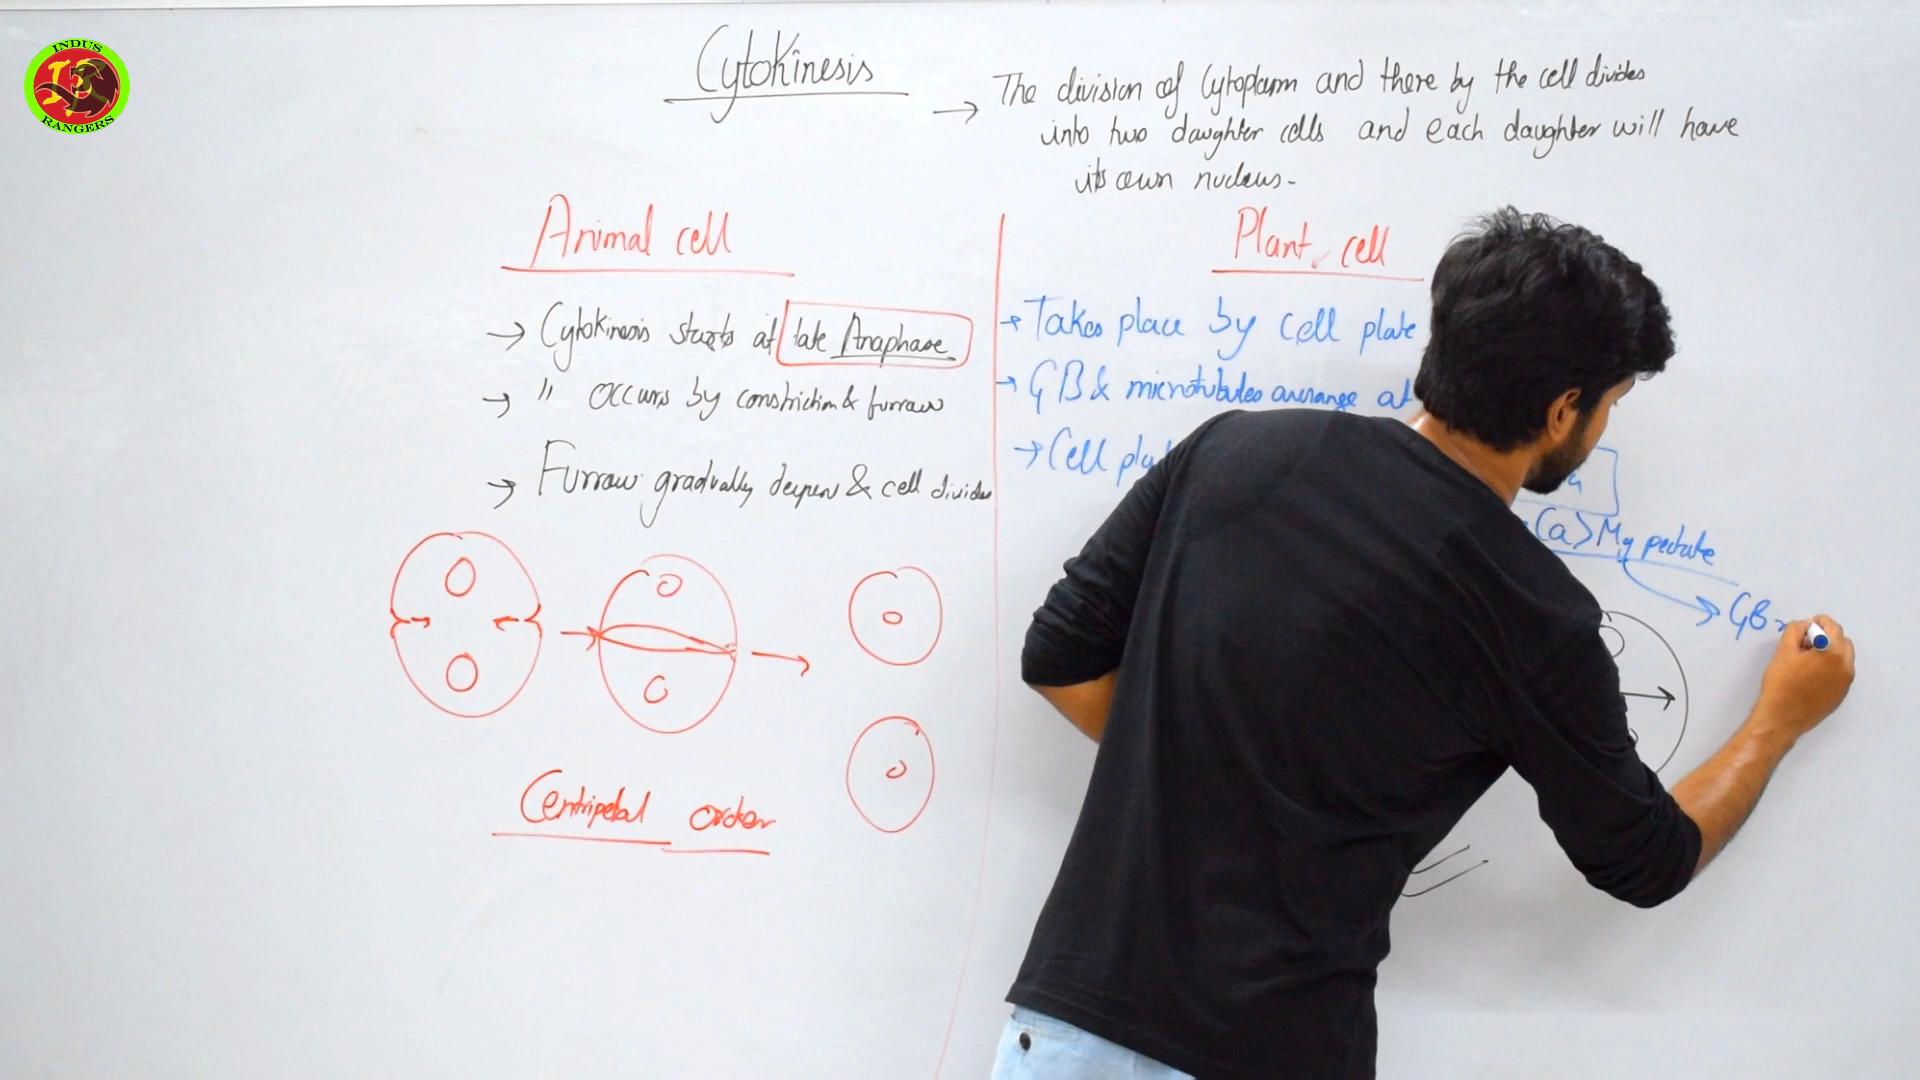 INDUS
RANGERS
Cytokinesis
→ The division of Cytoplasm and there by the cell divides
into two daughter cells and each daughter will have
its own nucleus-
Animal cell
→ Cytokinesis starts at late Anaphase
→ " occurs by constriction & furrow
→ Furrow gradually deepen & cell divides
Centripetal order
Plant cell
→ Takes place by Cell plate
→ GB & microtubules arrange at
→ Cell pla
(a > Mg pectate
GB